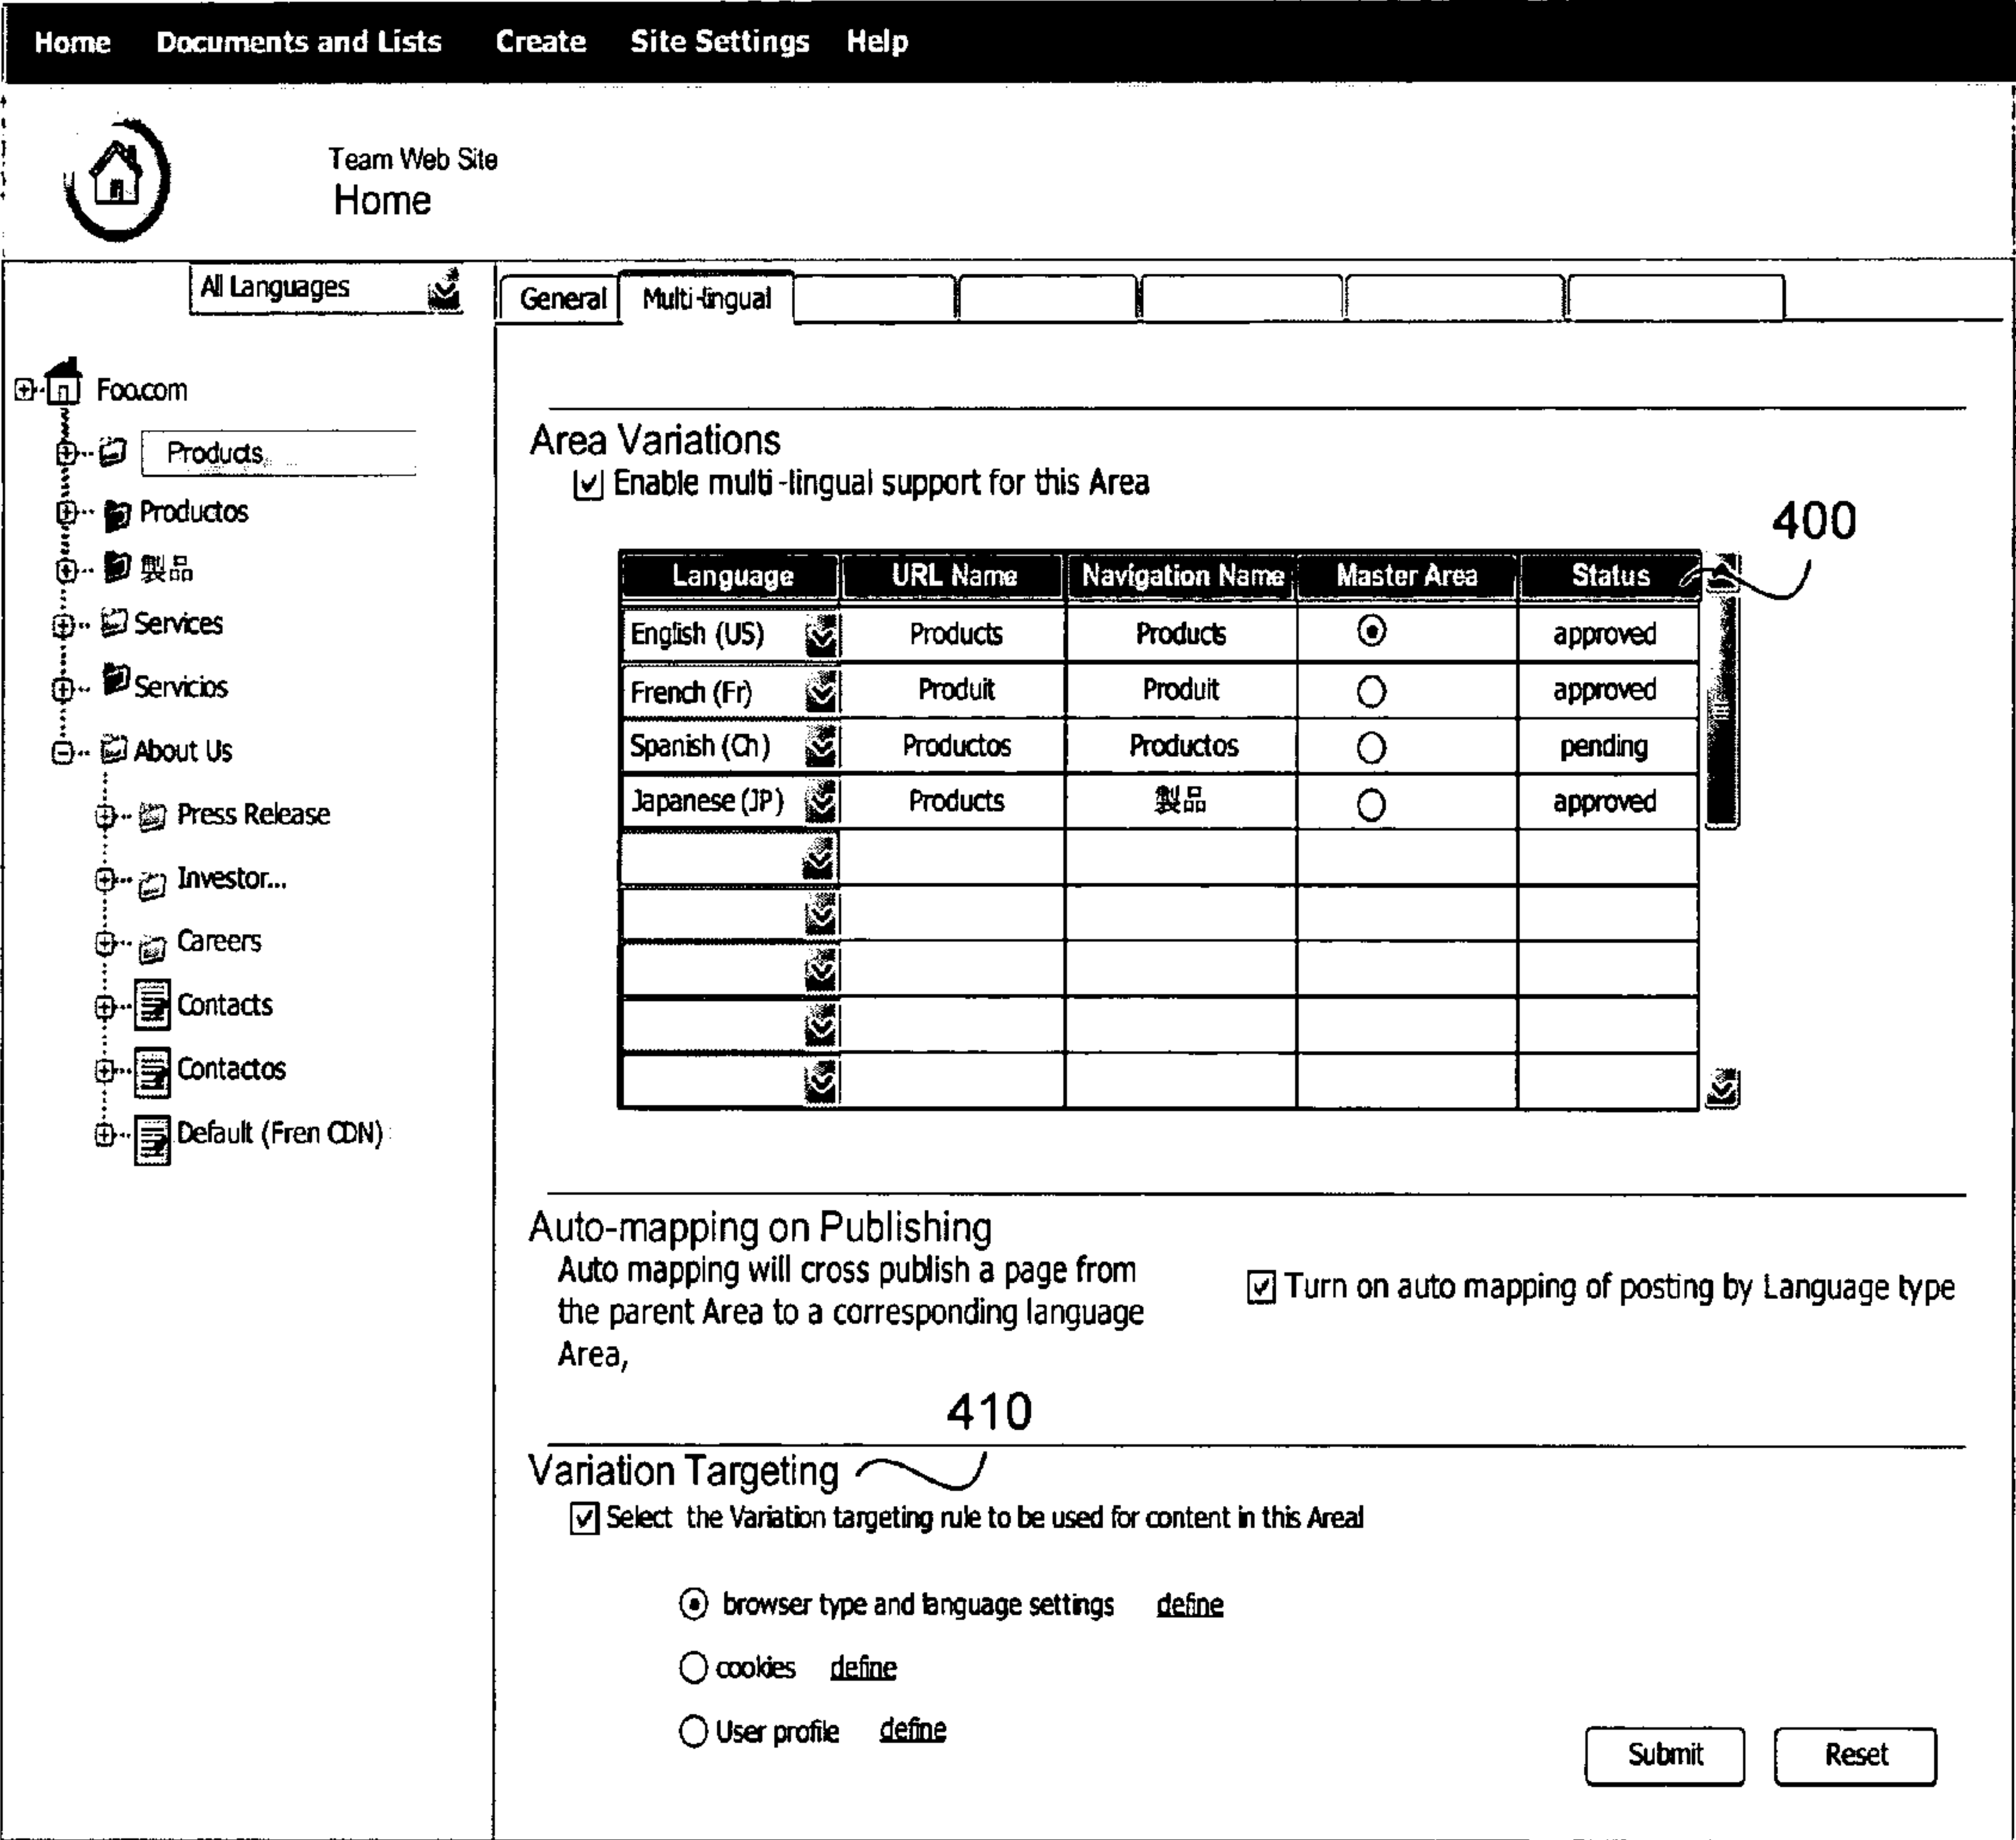 Home Documents and Lists Create Site Settings Help
Team Web Site
Home
All Languages
Foo.com
Products
Productos
製品
Services
Servicios
About Us
Press Release
Investor...
Careers
Contacts
Contactos
Default (Fren CDN)
General Multi-lingual
Area Variations
Enable multi-lingual support for this Area
400
Language URL Name Navigation Name Master Area Status
English (US) Products Products approved
French (Fr) Produit Produit approved
Spanish (Ch) Productos Productos pending
Japanese (JP) Products 製品 approved
Auto-mapping on Publishing
Auto mapping will cross publish a page from
the parent Area to a corresponding language
Area,
Turn on auto mapping of posting by Language type
410
Variation Targeting
Select the Variation targeting rule to be used for content in this Areal
browser type and language settings define
cookies define
User profile define
Submit Reset